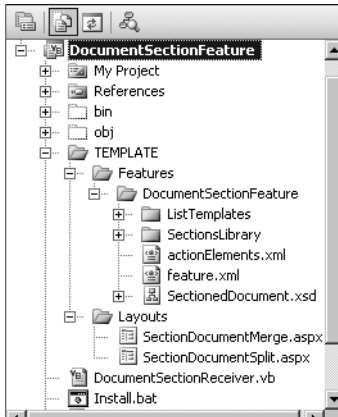 DocumentSectionFeature
My Project
References
bin
obj
TEMPLATE
Features
DocumentSectionFeature
ListTemplates
SectionsLibrary
actionElements.xml
feature.xml
SectionedDocument.xsd
Layouts
SectionDocumentMerge.aspx
SectionDocumentSplit.aspx
DocumentSectionReceiver.vb
Install.bat